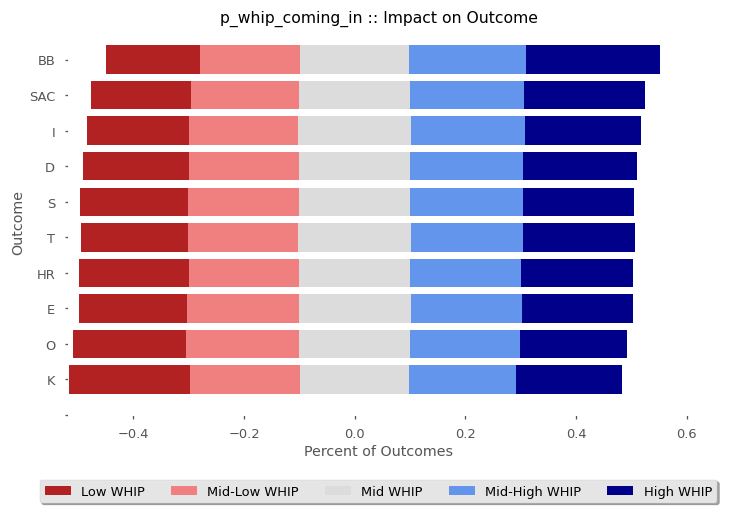 p_whip_coming_in :: Impact on Outcome
BB
SAC
I
D
S
T
HR
E
O
K
Outcome
−0.4 −0.2 0.0 0.2 0.4 0.6
Percent of Outcomes
Low WHIP Mid-Low WHIP Mid WHIP Mid-High WHIP High WHIP